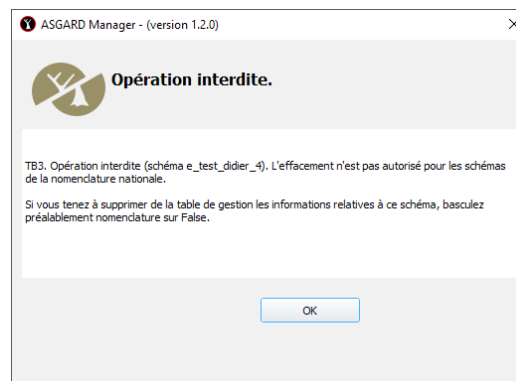 ASGARD Manager - (version 1.2.0)
Opération interdite.
TB3. Opération interdite (schéma e_test_didier_4). L'effacement n'est pas autorisé pour les schémas
de la nomenclature nationale.
Si vous tenez à supprimer de la table de gestion les informations relatives à ce schéma, basculez
préalablement nomenclature sur False.
OK